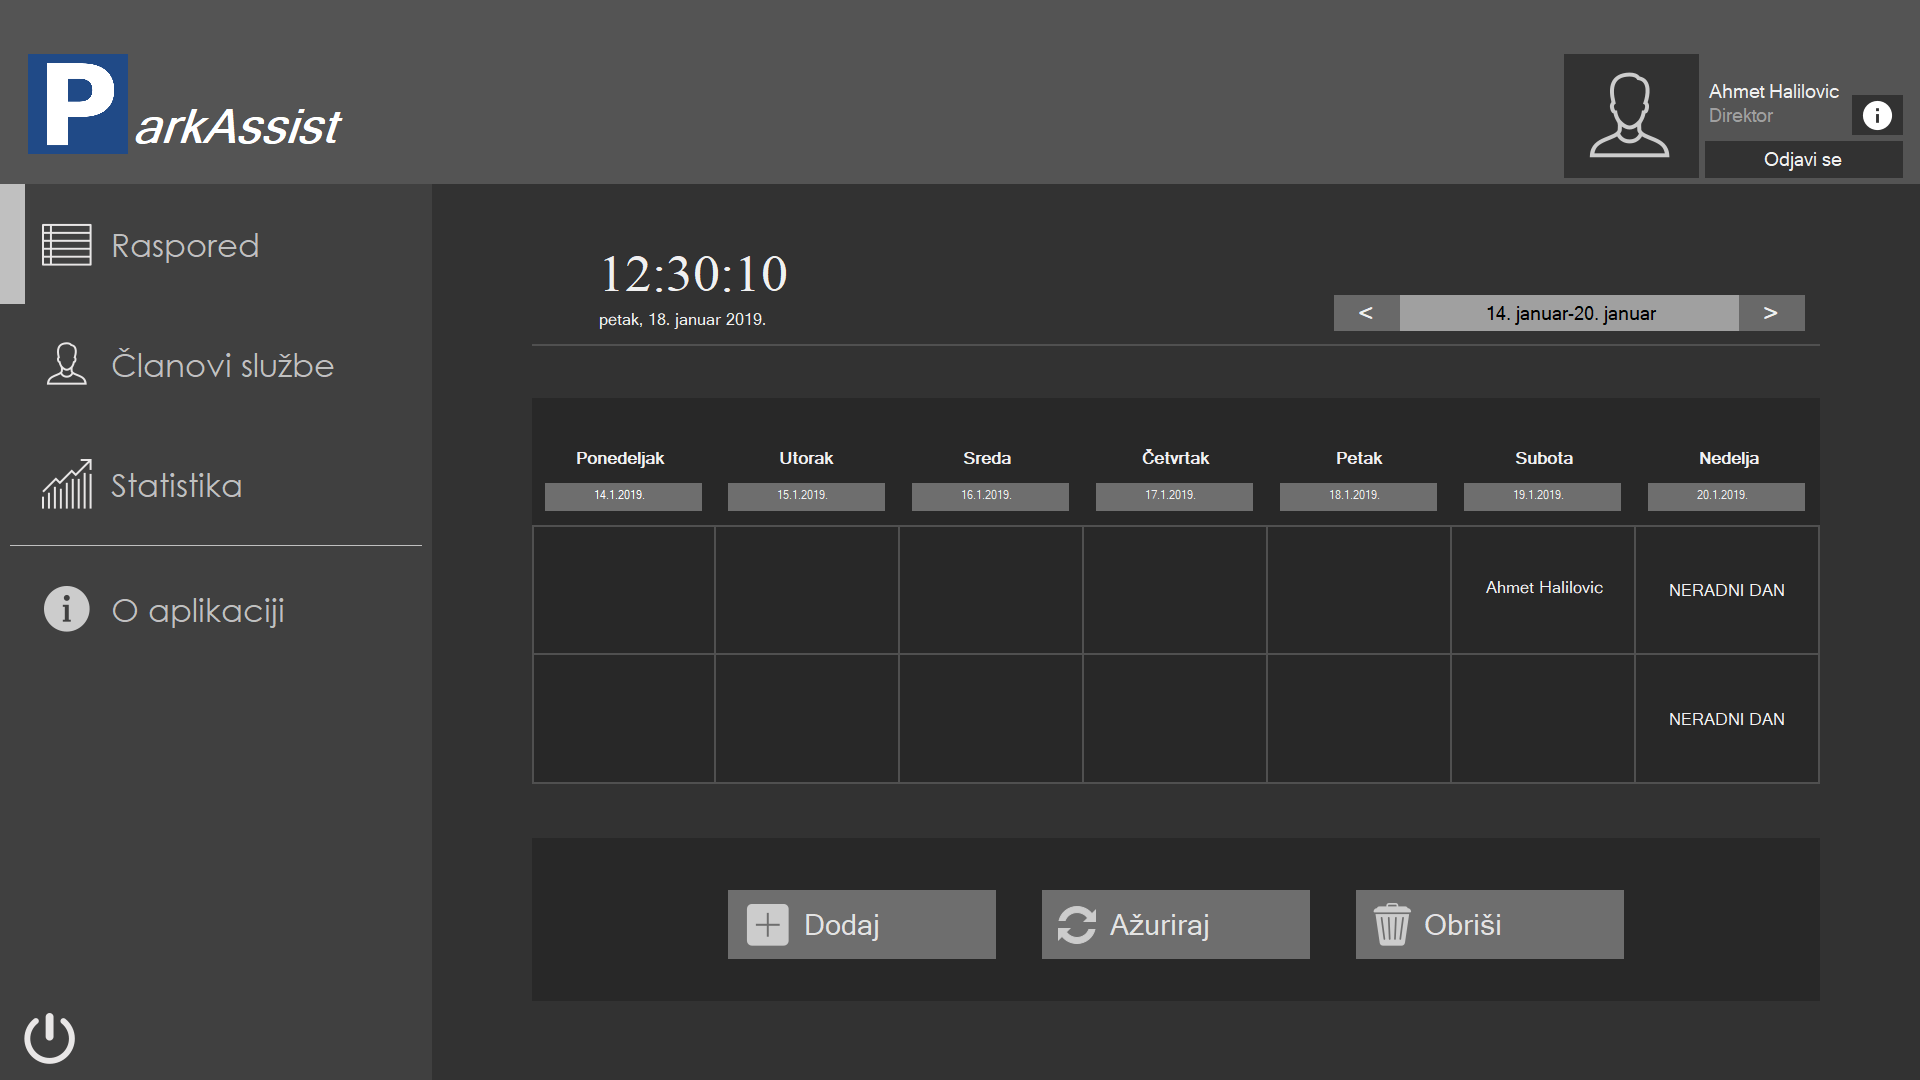 ParkAssist
Ahmet Halilovic
Direktor
Odjavi se
Raspored
Članovi službe
Statistika
O aplikaciji
12:30:10
petak, 18. januar 2019.
< 14. januar-20. januar >
Ponedeljak Utorak Sreda Četvrtak Petak Subota Nedelja
14.1.2019. 15.1.2019. 16.1.2019. 17.1.2019. 18.1.2019. 19.1.2019. 20.1.2019.
Ahmet Halilovic NERADNI DAN
NERADNI DAN
Dodaj Ažuriraj Obriši